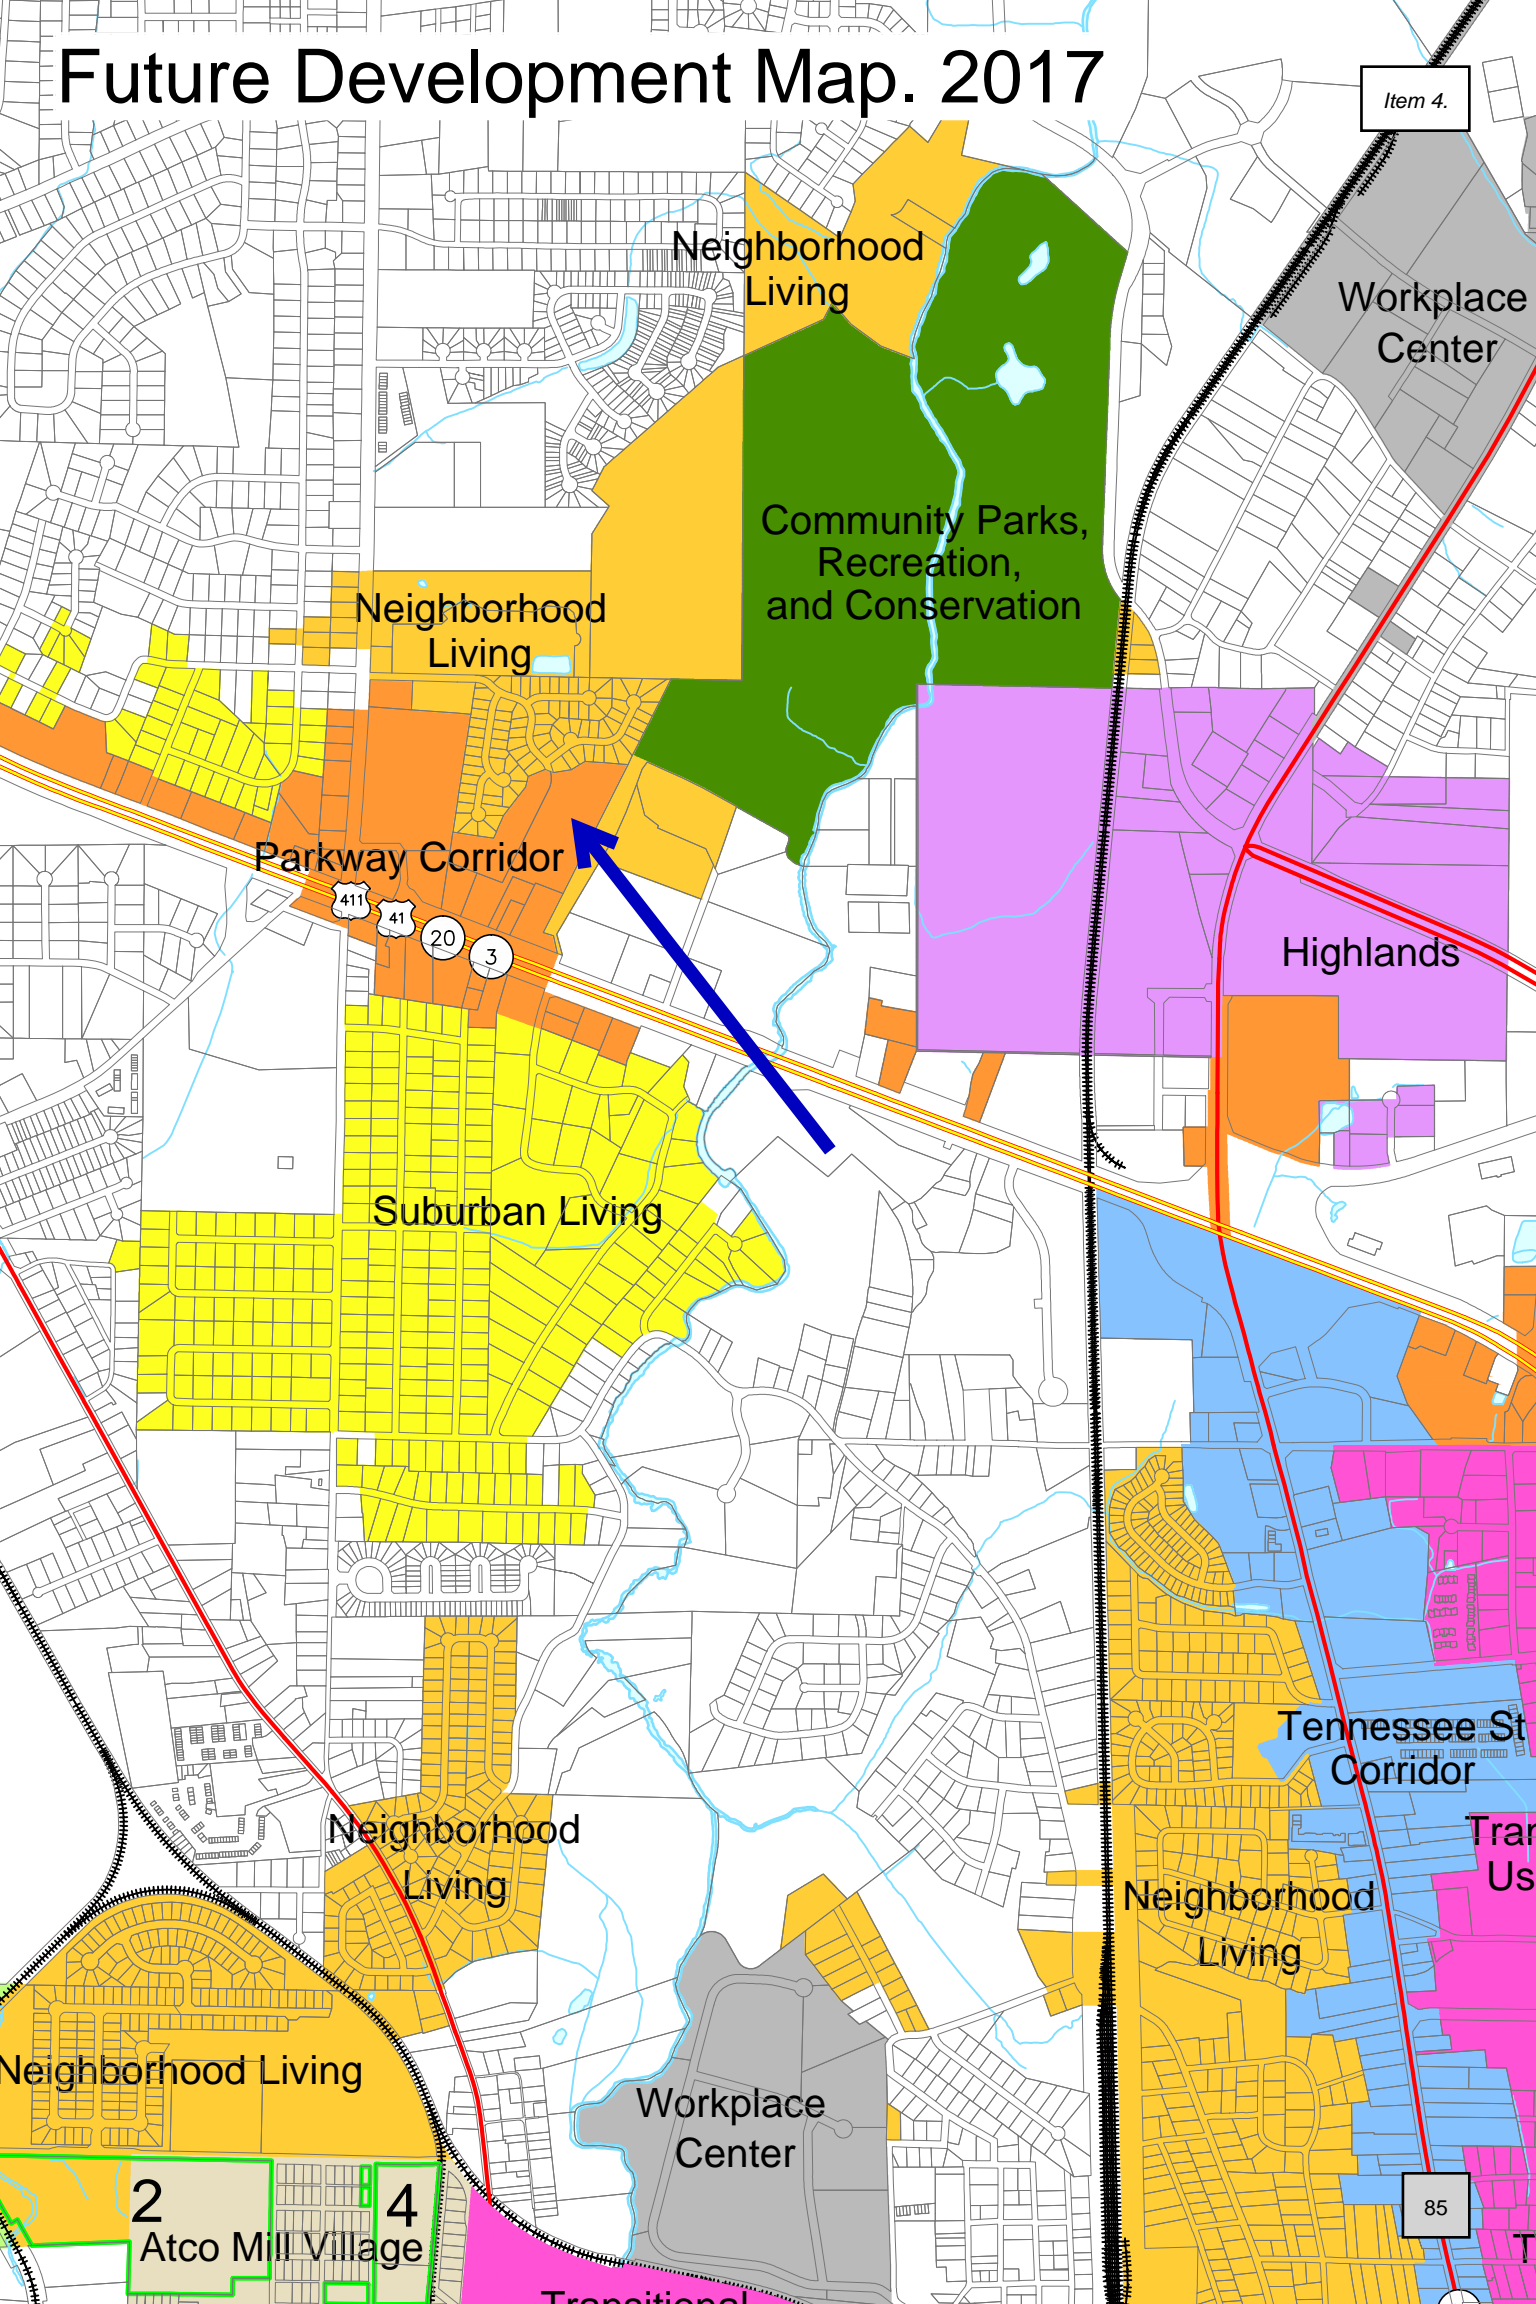 Future Development Map. 2017
Item 4.
Neighborhood
Living
Workplace
Center
Community Parks,
Recreation,
and Conservation
Neighborhood
Living
Parkway Corridor
411
41
20
3
Highlands
Suburban Living
Tennessee St
Corridor
Neighborhood
Living
Tran
Us
Neighborhood
Living
Neighborhood Living
Workplace
Center
2
4
Atco Mill Village
85
T
Transitional